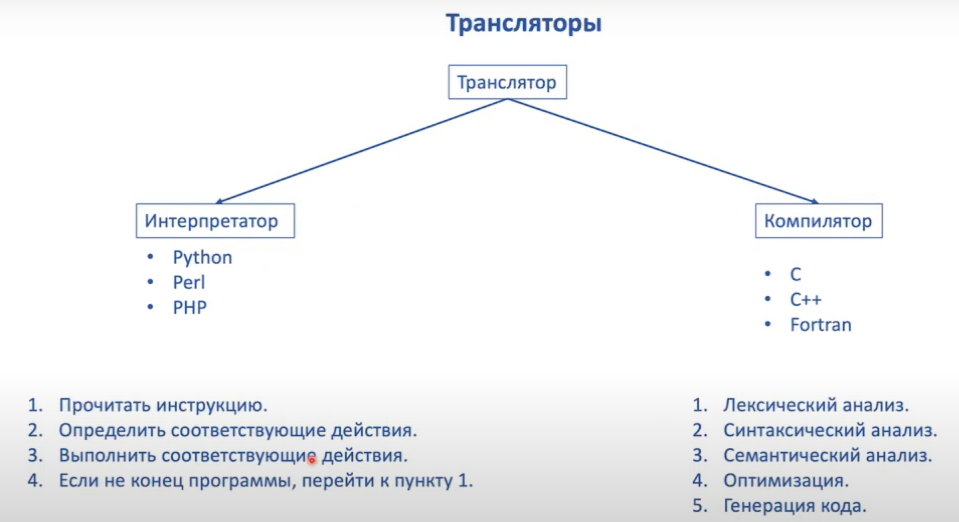 Трансляторы
Транслятор
Интерпретатор
• Python
• Perl
• PHP
Компилятор
• C
• C++
• Fortran
1. Прочитать инструкцию.
2. Определить соответствующие действия.
3. Выполнить соответствующие действия.
4. Если не конец программы, перейти к пункту 1.
1. Лексический анализ.
2. Синтаксический анализ.
3. Семантический анализ.
4. Оптимизация.
5. Генерация кода.